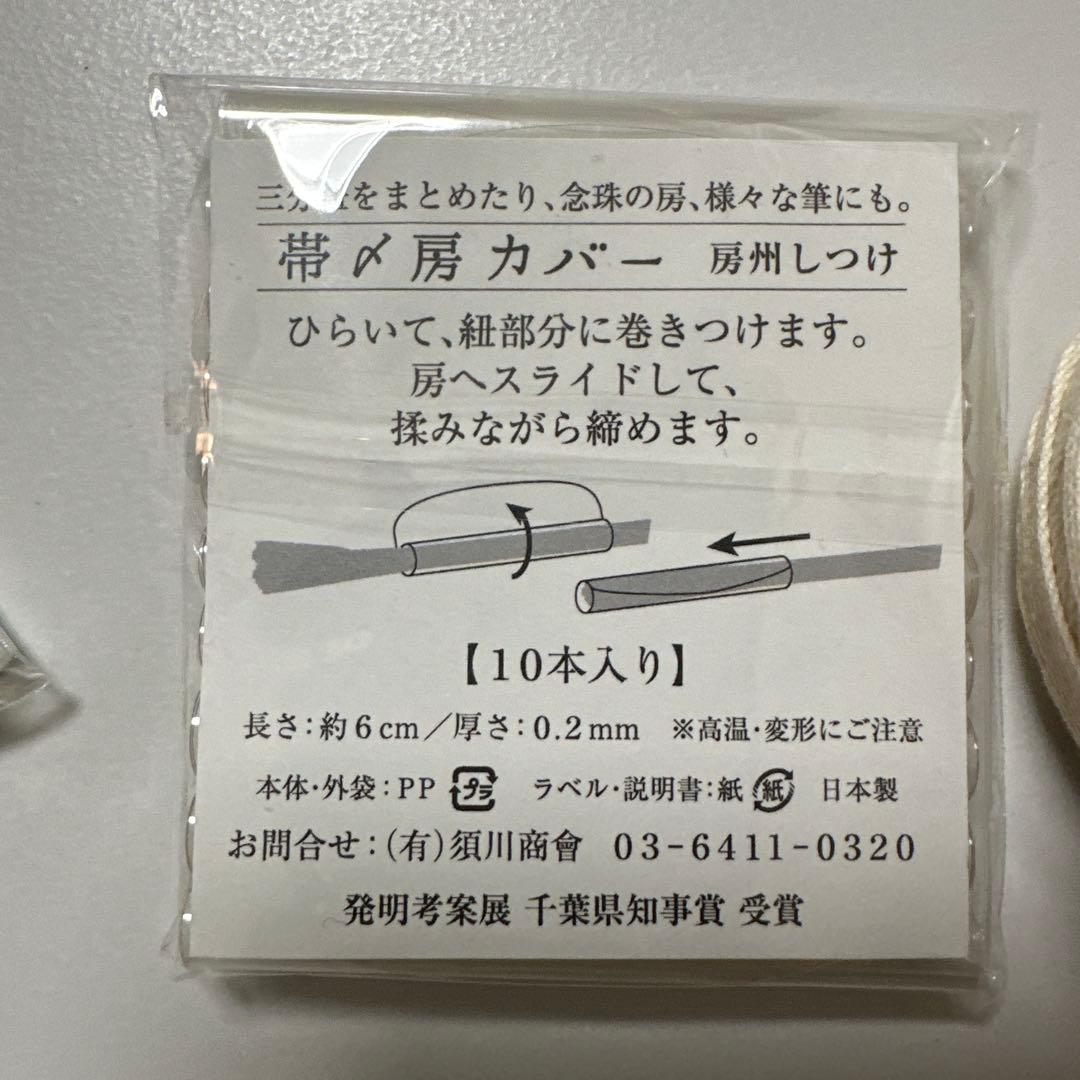 三分紐をまとめたり、念珠の房、様々な筆にも。
帯〆房カバー 房州しつけ
ひらいて、紐部分に巻きつけます。
房へスライドして、
揉みながら締めます。
【10本入り】
長さ：約6cm／厚さ：0.2mm ※高温・変形にご注意
本体・外袋：PP プラ ラベル・説明書：紙 紙 日本製
お問合せ：(有)須川商會 03-6411-0320
発明考案展 千葉県知事賞 受賞